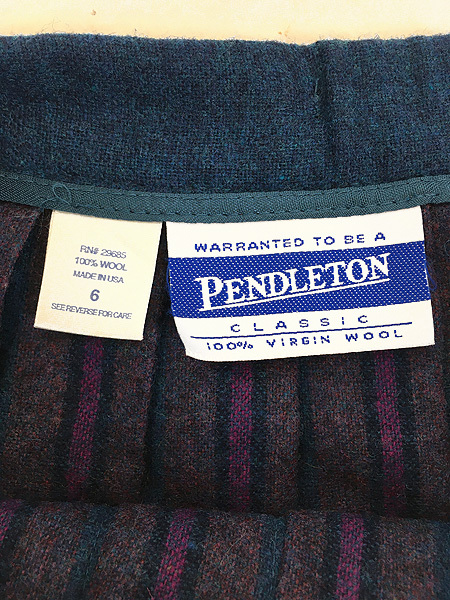 RN# 29685
100% WOOL
MADE IN USA
6
SEE REVERSE FOR CARE
WARRANTED TO BE A
PENDLETON
CLASSIC
100% VIRGIN WOOL